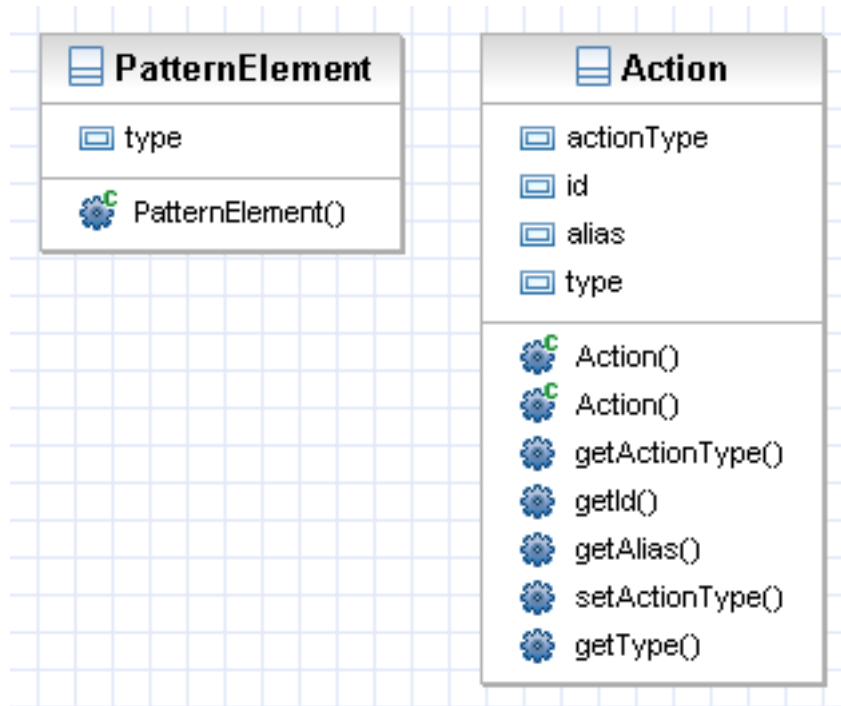 PatternElement
type
PatternElement()
Action
actionType
id
alias
type
Action()
Action()
getActionType()
getId()
getAlias()
setActionType()
getType()